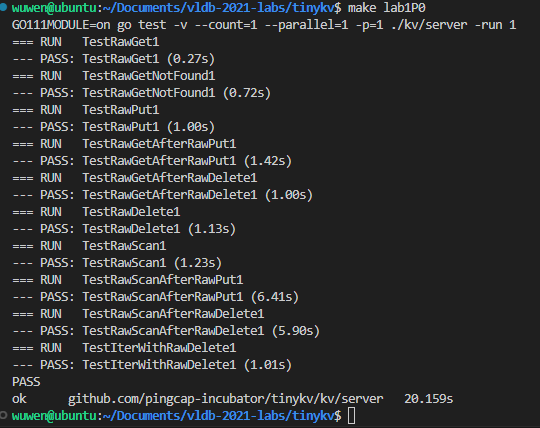 wuwen@ubuntu:~/Documents/vldb-2021-labs/tinykv$ make lab1P0
GO111MODULE=on go test -v --count=1 --parallel=1 -p=1 ./kv/server -run 1
=== RUN   TestRawGet1
--- PASS: TestRawGet1 (0.27s)
=== RUN   TestRawGetNotFound1
--- PASS: TestRawGetNotFound1 (0.72s)
=== RUN   TestRawPut1
--- PASS: TestRawPut1 (1.00s)
=== RUN   TestRawGetAfterRawPut1
--- PASS: TestRawGetAfterRawPut1 (1.42s)
=== RUN   TestRawGetAfterRawDelete1
--- PASS: TestRawGetAfterRawDelete1 (1.00s)
=== RUN   TestRawDelete1
--- PASS: TestRawDelete1 (1.13s)
=== RUN   TestRawScan1
--- PASS: TestRawScan1 (1.23s)
=== RUN   TestRawScanAfterRawPut1
--- PASS: TestRawScanAfterRawPut1 (6.41s)
=== RUN   TestRawScanAfterRawDelete1
--- PASS: TestRawScanAfterRawDelete1 (5.90s)
=== RUN   TestIterWithRawDelete1
--- PASS: TestIterWithRawDelete1 (1.01s)
PASS
ok      github.com/pingcap-incubator/tinykv/kv/server   20.159s
wuwen@ubuntu:~/Documents/vldb-2021-labs/tinykv$